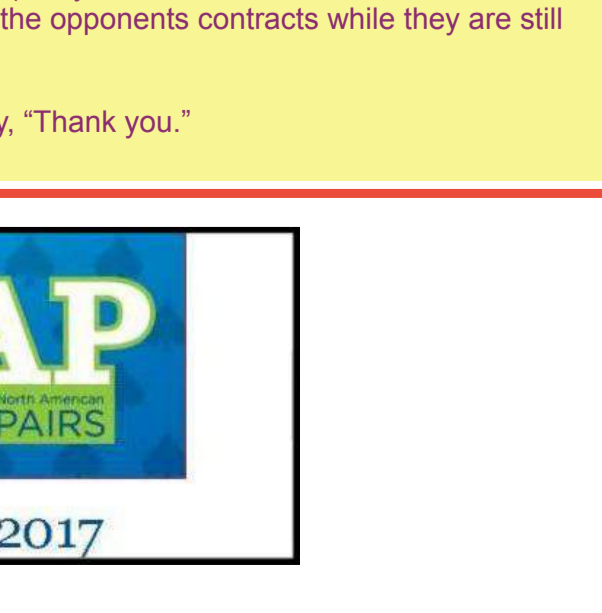 the opponents contracts while they are still
y, “Thank you.”
AP
North American
PAIRS
2017